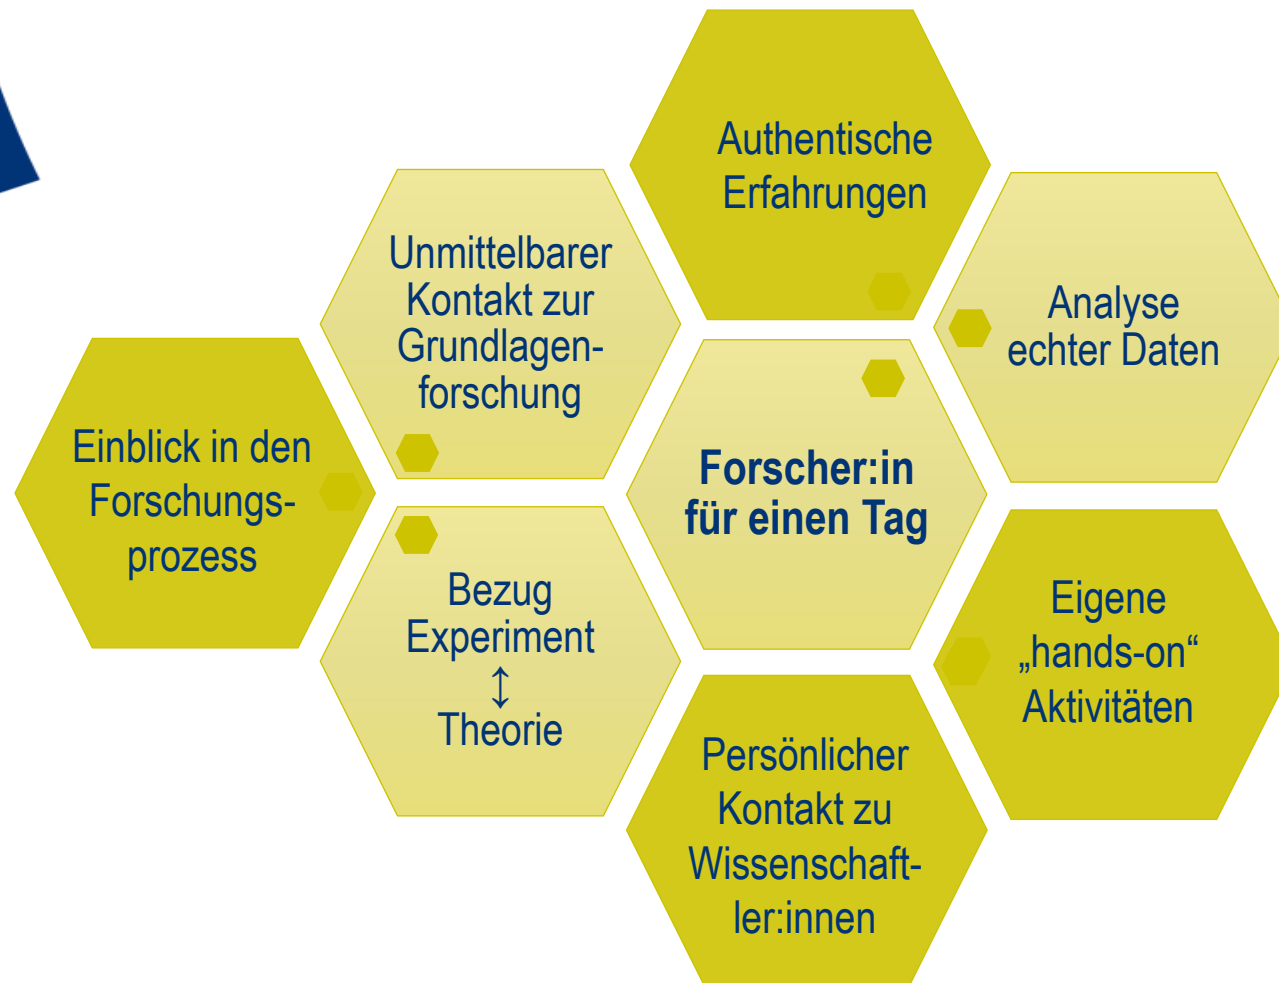 Authentische
Erfahrungen
Unmittelbarer
Kontakt zur
Grundlagen-
forschung
Analyse
echter Daten
Einblick in den
Forschungs-
prozess
Forscher:in
für einen Tag
Bezug
Experiment
↕
Theorie
Eigene
„hands-on“
Aktivitäten
Persönlicher
Kontakt zu
Wissenschaft-
ler:innen